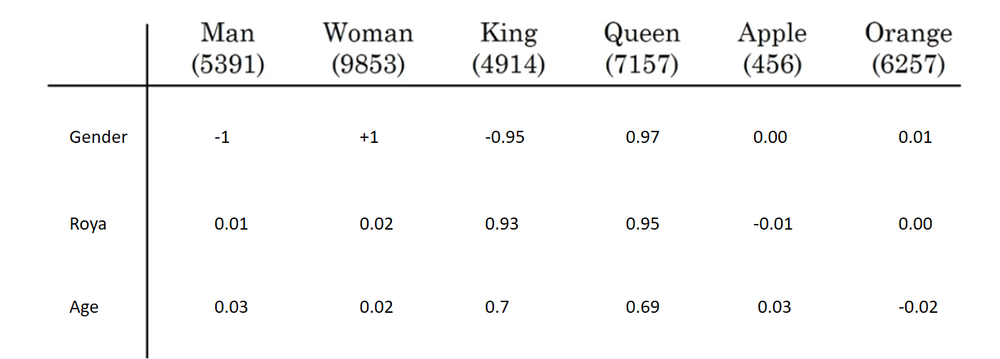 Man Woman King Queen Apple Orange
(5391) (9853) (4914) (7157) (456) (6257)
Gender -1 +1 -0.95 0.97 0.00 0.01
Roya 0.01 0.02 0.93 0.95 -0.01 0.00
Age 0.03 0.02 0.7 0.69 0.03 -0.02